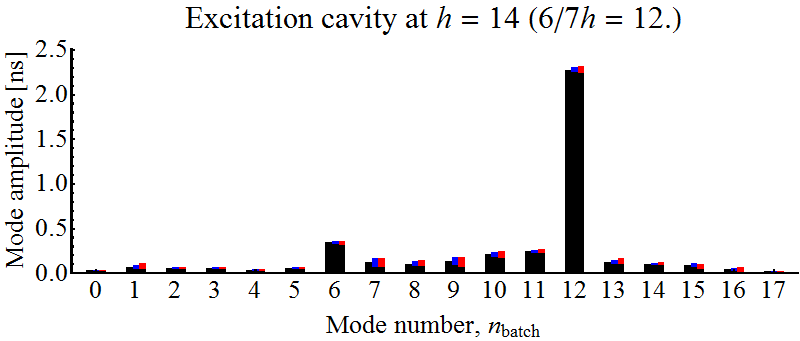 Excitation cavity at h = 14 (6/7h = 12.)
Mode amplitude [ns]
2.5
2.0
1.5
1.0
0.5
0.0
0 1 2 3 4 5 6 7 8 9 10 11 12 13 14 15 16 17
Mode number, n_batch